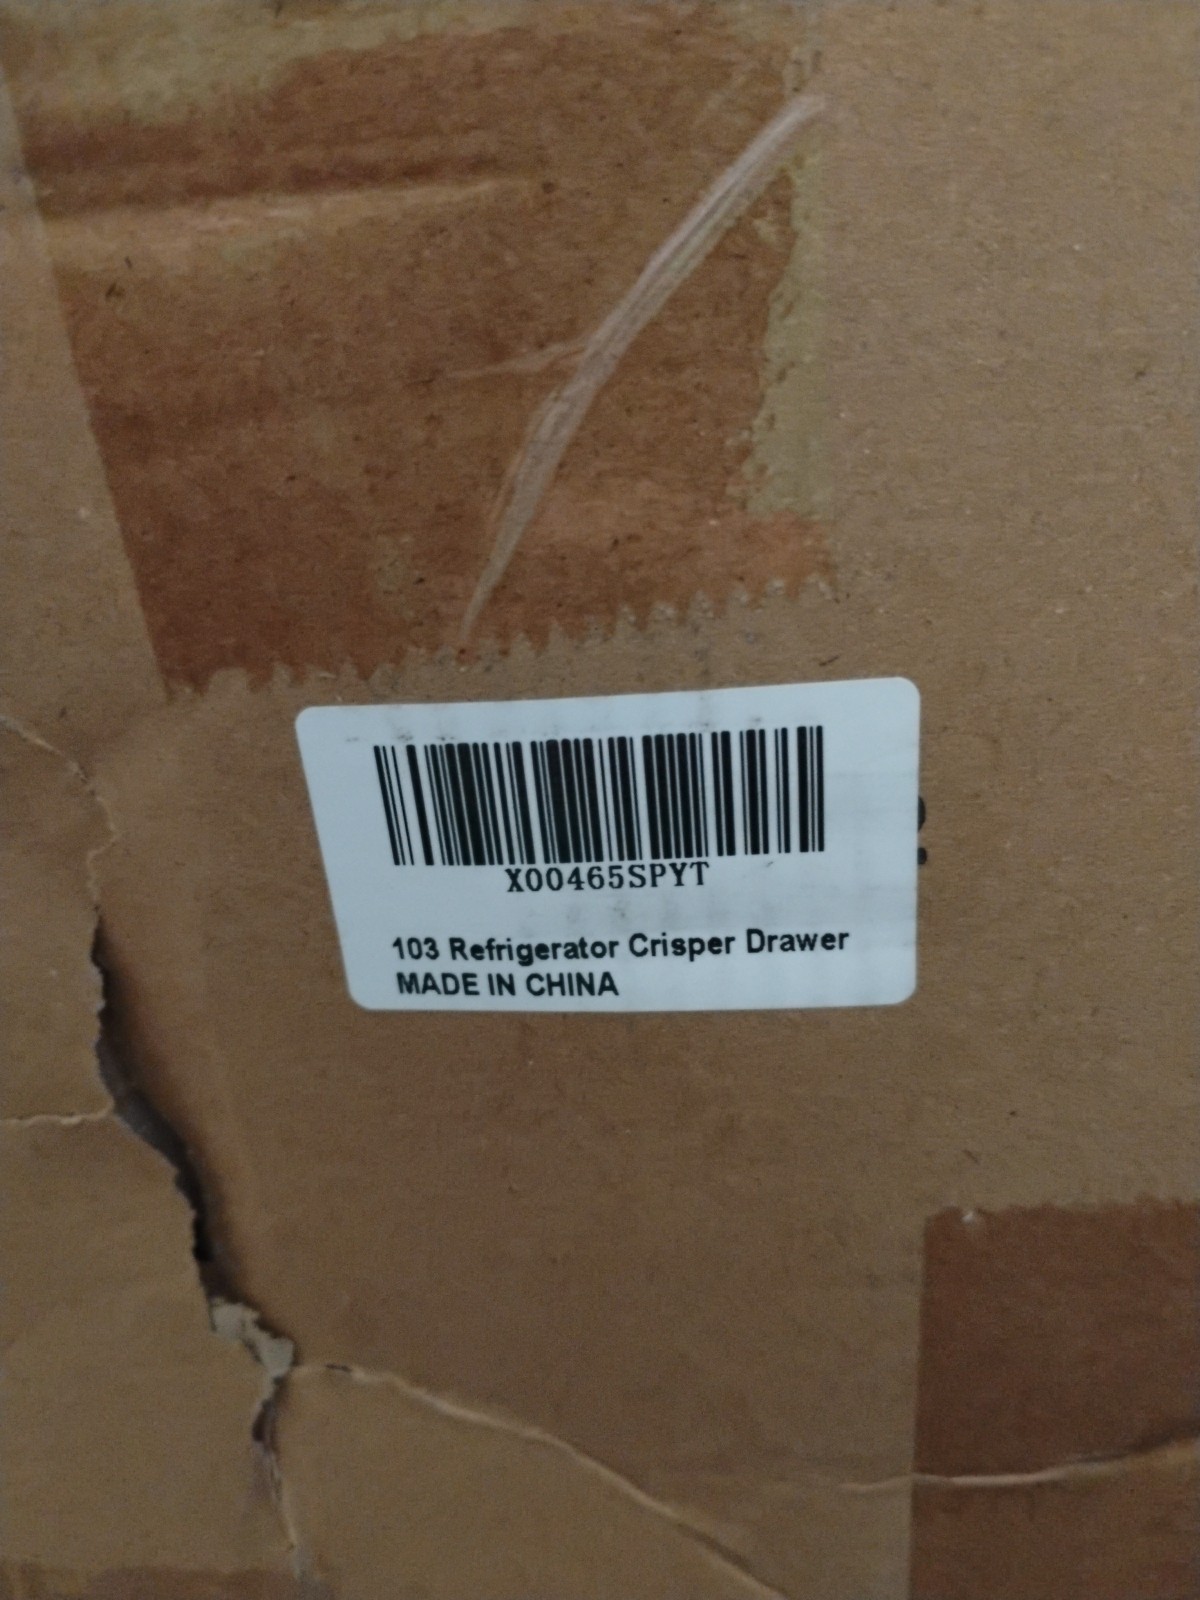 X00465SPYT
103 Refrigerator Crisper Drawer
MADE IN CHINA